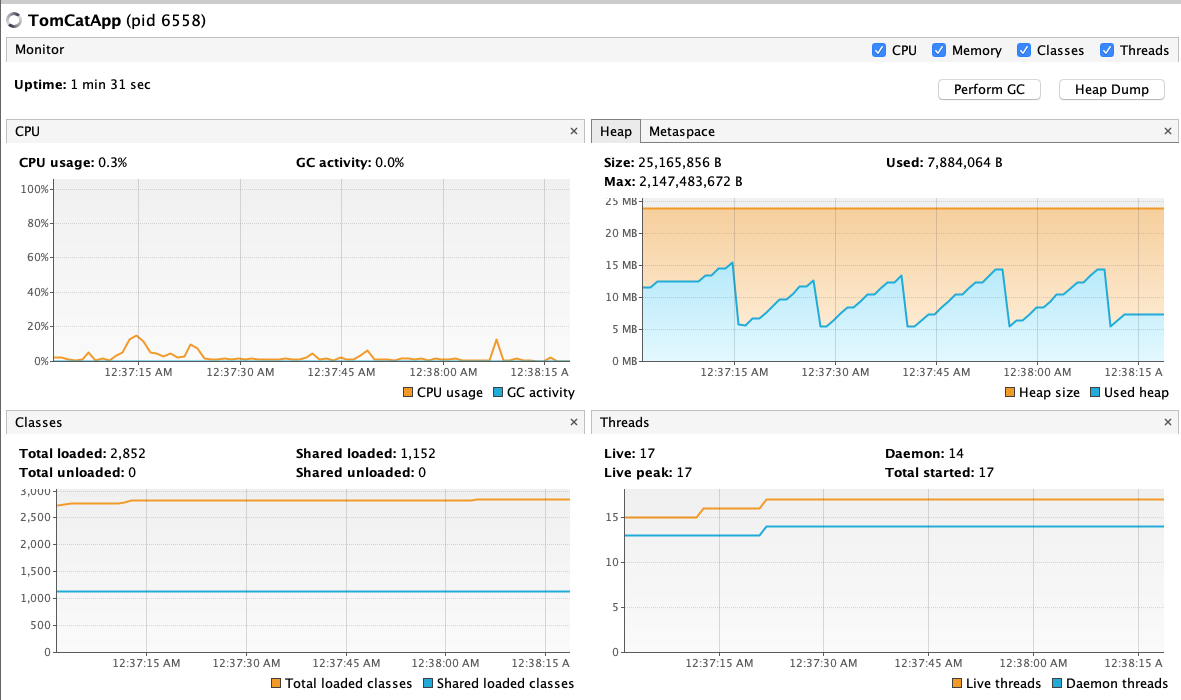 TomCatApp (pid 6558)
Monitor
CPU Memory Classes Threads
Uptime: 1 min 31 sec
Perform GC Heap Dump
CPU ×
CPU usage: 0.3% GC activity: 0.0%
100%
80%
60%
40%
20%
0%
12:37:15 AM 12:37:30 AM 12:37:45 AM 12:38:00 AM 12:38:15 A
CPU usage GC activity
Heap Metaspace ×
Size: 25,165,856 B Used: 7,884,064 B
Max: 2,147,483,672 B
25 MB
20 MB
15 MB
10 MB
5 MB
0 MB
12:37:15 AM 12:37:30 AM 12:37:45 AM 12:38:00 AM 12:38:15 A
Heap size Used heap
Classes ×
Total loaded: 2,852 Shared loaded: 1,152
Total unloaded: 0 Shared unloaded: 0
3,000
2,500
2,000
1,500
1,000
500
0
12:37:15 AM 12:37:30 AM 12:37:45 AM 12:38:00 AM 12:38:15 A
Total loaded classes Shared loaded classes
Threads ×
Live: 17 Daemon: 14
Live peak: 17 Total started: 17
15
10
5
0
12:37:15 AM 12:37:30 AM 12:37:45 AM 12:38:00 AM 12:38:15 A
Live threads Daemon threads